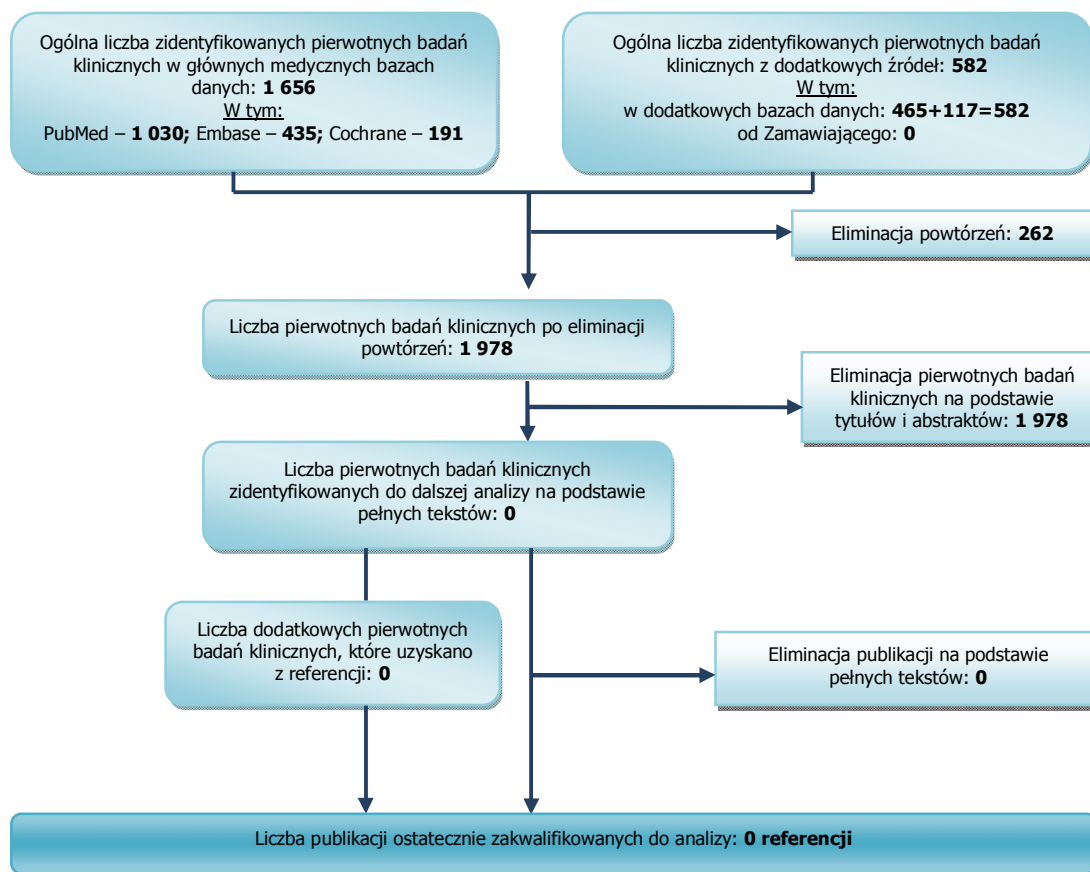 Ogólna liczba zidentyfikowanych pierwotnych badań
klinicznych w głównych medycznych bazach
danych: 1 656
W tym:
PubMed – 1 030; Embase – 435; Cochrane – 191
Ogólna liczba zidentyfikowanych pierwotnych badań
klinicznych z dodatkowych źródeł: 582
W tym:
w dodatkowych bazach danych: 465+117=582
od Zamawiającego: 0
Eliminacja powtórzeń: 262
Liczba pierwotnych badań klinicznych po eliminacji
powtórzeń: 1 978
Eliminacja pierwotnych badań
klinicznych na podstawie
tytułów i abstraktów: 1 978
Liczba pierwotnych badań klinicznych
zidentyfikowanych do dalszej analizy na podstawie
pełnych tekstów: 0
Liczba dodatkowych pierwotnych
badań klinicznych, które uzyskano
z referencji: 0
Eliminacja publikacji na podstawie
pełnych tekstów: 0
Liczba publikacji ostatecznie zakwalifikowanych do analizy: 0 referencji